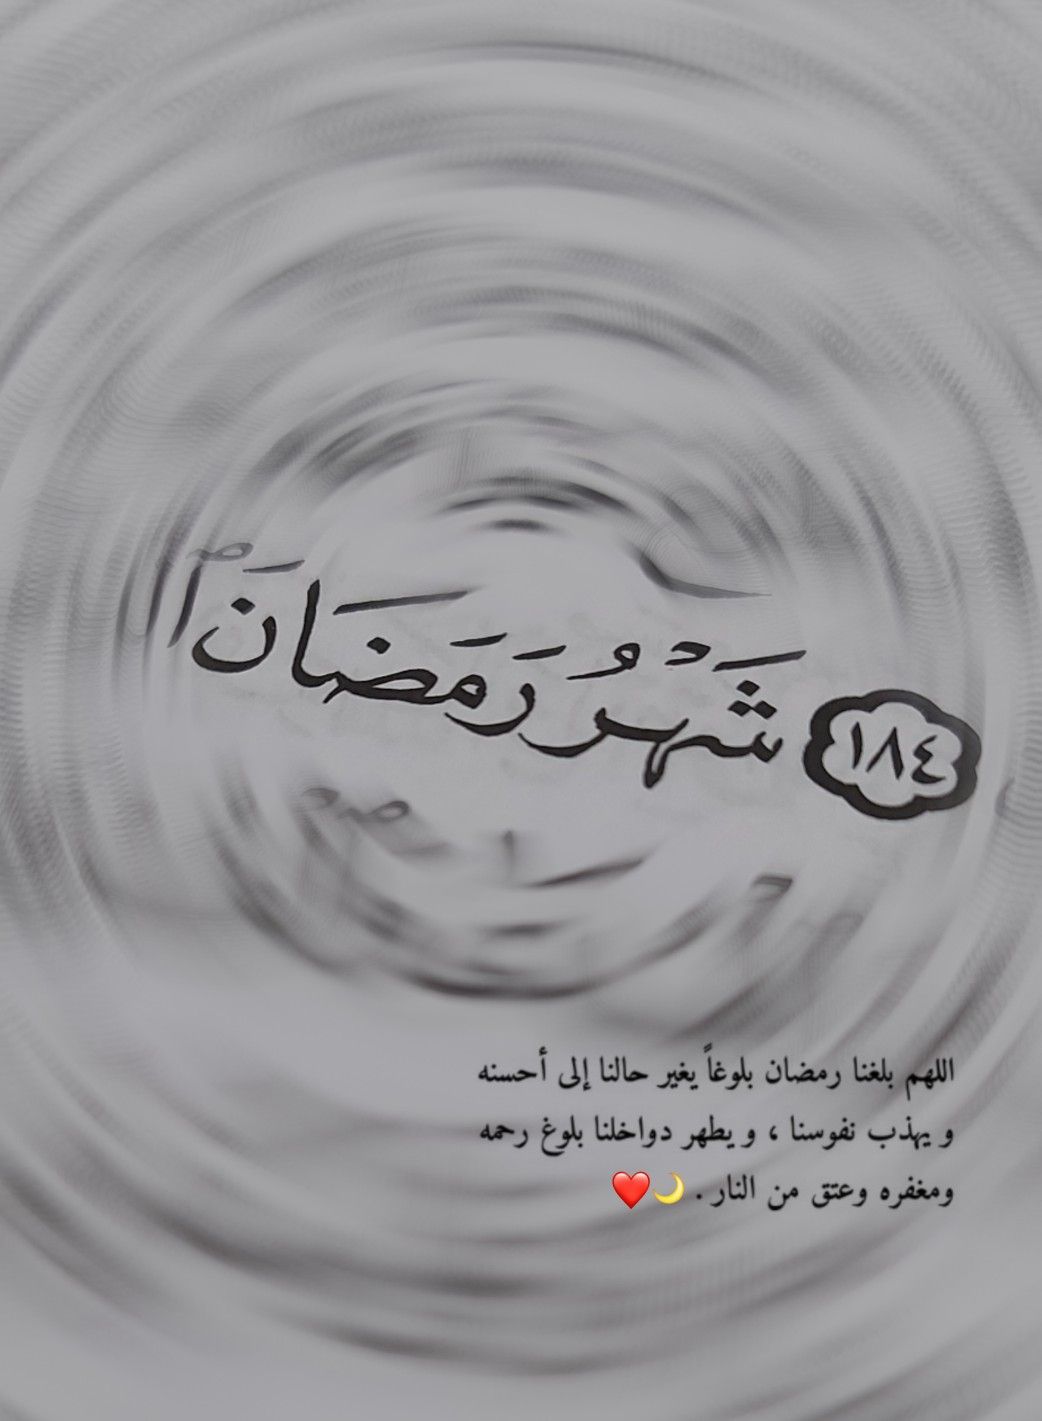 ١٨٤ شَهْرُ رَمَضَانَ
اللهم بلغنا رمضان بلوغاً يغير حالنا إلى أحسنه
و يهذب نفوسنا ، و يطهر دواخلنا بلوغ رحمه
ومغفره وعتق من النار . 🌙❤️